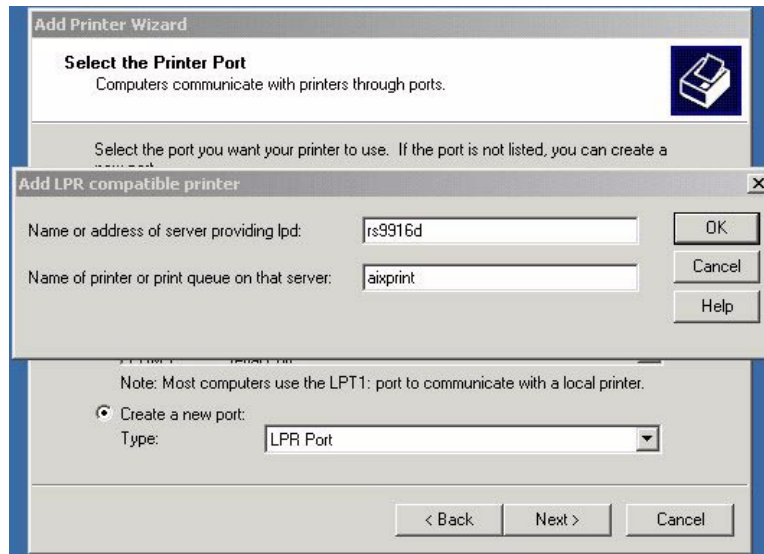 Add Printer Wizard
Select the Printer Port
Computers communicate with printers through ports.
Select the port you want your printer to use. If the port is not listed, you can create a
Add LPR compatible printer
Name or address of server providing lpd: rs9916d OK
Name of printer or print queue on that server: aixprint Cancel
Help
Note: Most computers use the LPT1: port to communicate with a local printer.
Create a new port:
Type: LPR Port
< Back Next > Cancel